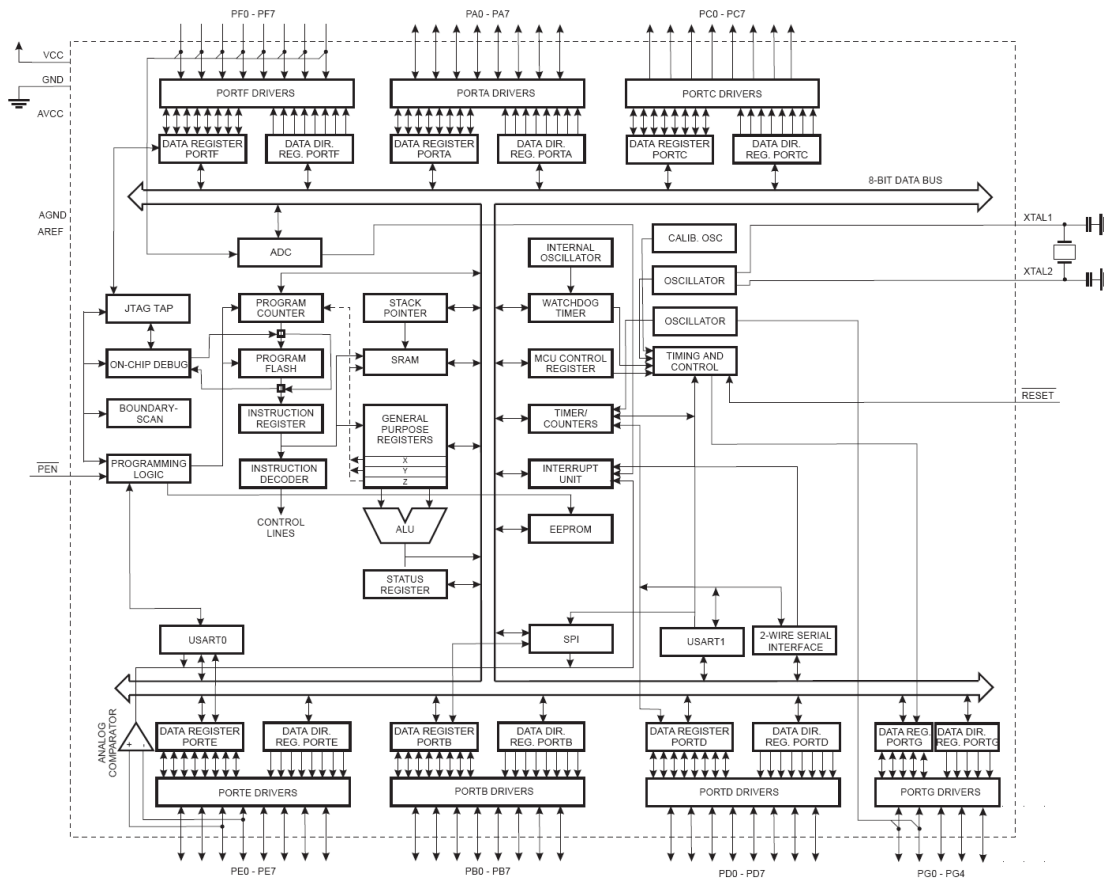 PF0 - PF7
PA0 - PA7
PC0 - PC7
VCC
GND
AVCC
PORTF DRIVERS
PORTA DRIVERS
PORTC DRIVERS
DATA REGISTER
PORTF
DATA DIR.
REG. PORTF
DATA REGISTER
PORTA
DATA DIR.
REG. PORTA
DATA REGISTER
PORTC
DATA DIR.
REG. PORTC
8-BIT DATA BUS
AGND
AREF
XTAL1
XTAL2
ADC
INTERNAL
OSCILLATOR
CALIB. OSC
OSCILLATOR
JTAG TAP
PROGRAM
COUNTER
STACK
POINTER
WATCHDOG
TIMER
OSCILLATOR
ON-CHIP DEBUG
PROGRAM
FLASH
SRAM
MCU CONTROL
REGISTER
TIMING AND
CONTROL
RESET
BOUNDARY-
SCAN
INSTRUCTION
REGISTER
GENERAL
PURPOSE
REGISTERS
X
Y
Z
TIMER/
COUNTERS
PEN
PROGRAMMING
LOGIC
INSTRUCTION
DECODER
INTERRUPT
UNIT
CONTROL
LINES
ALU
EEPROM
STATUS
REGISTER
USART0
SPI
USART1
2-WIRE SERIAL
INTERFACE
ANALOG
COMPARATOR
+ -
DATA REGISTER
PORTE
DATA DIR.
REG. PORTE
DATA REGISTER
PORTB
DATA DIR.
REG. PORTB
DATA REGISTER
PORTD
DATA DIR.
REG. PORTD
DATA REG.
PORTG
DATA DIR.
REG. PORTG
PORTE DRIVERS
PORTB DRIVERS
PORTD DRIVERS
PORTG DRIVERS
PE0 - PE7
PB0 - PB7
PD0 - PD7
PG0 - PG4